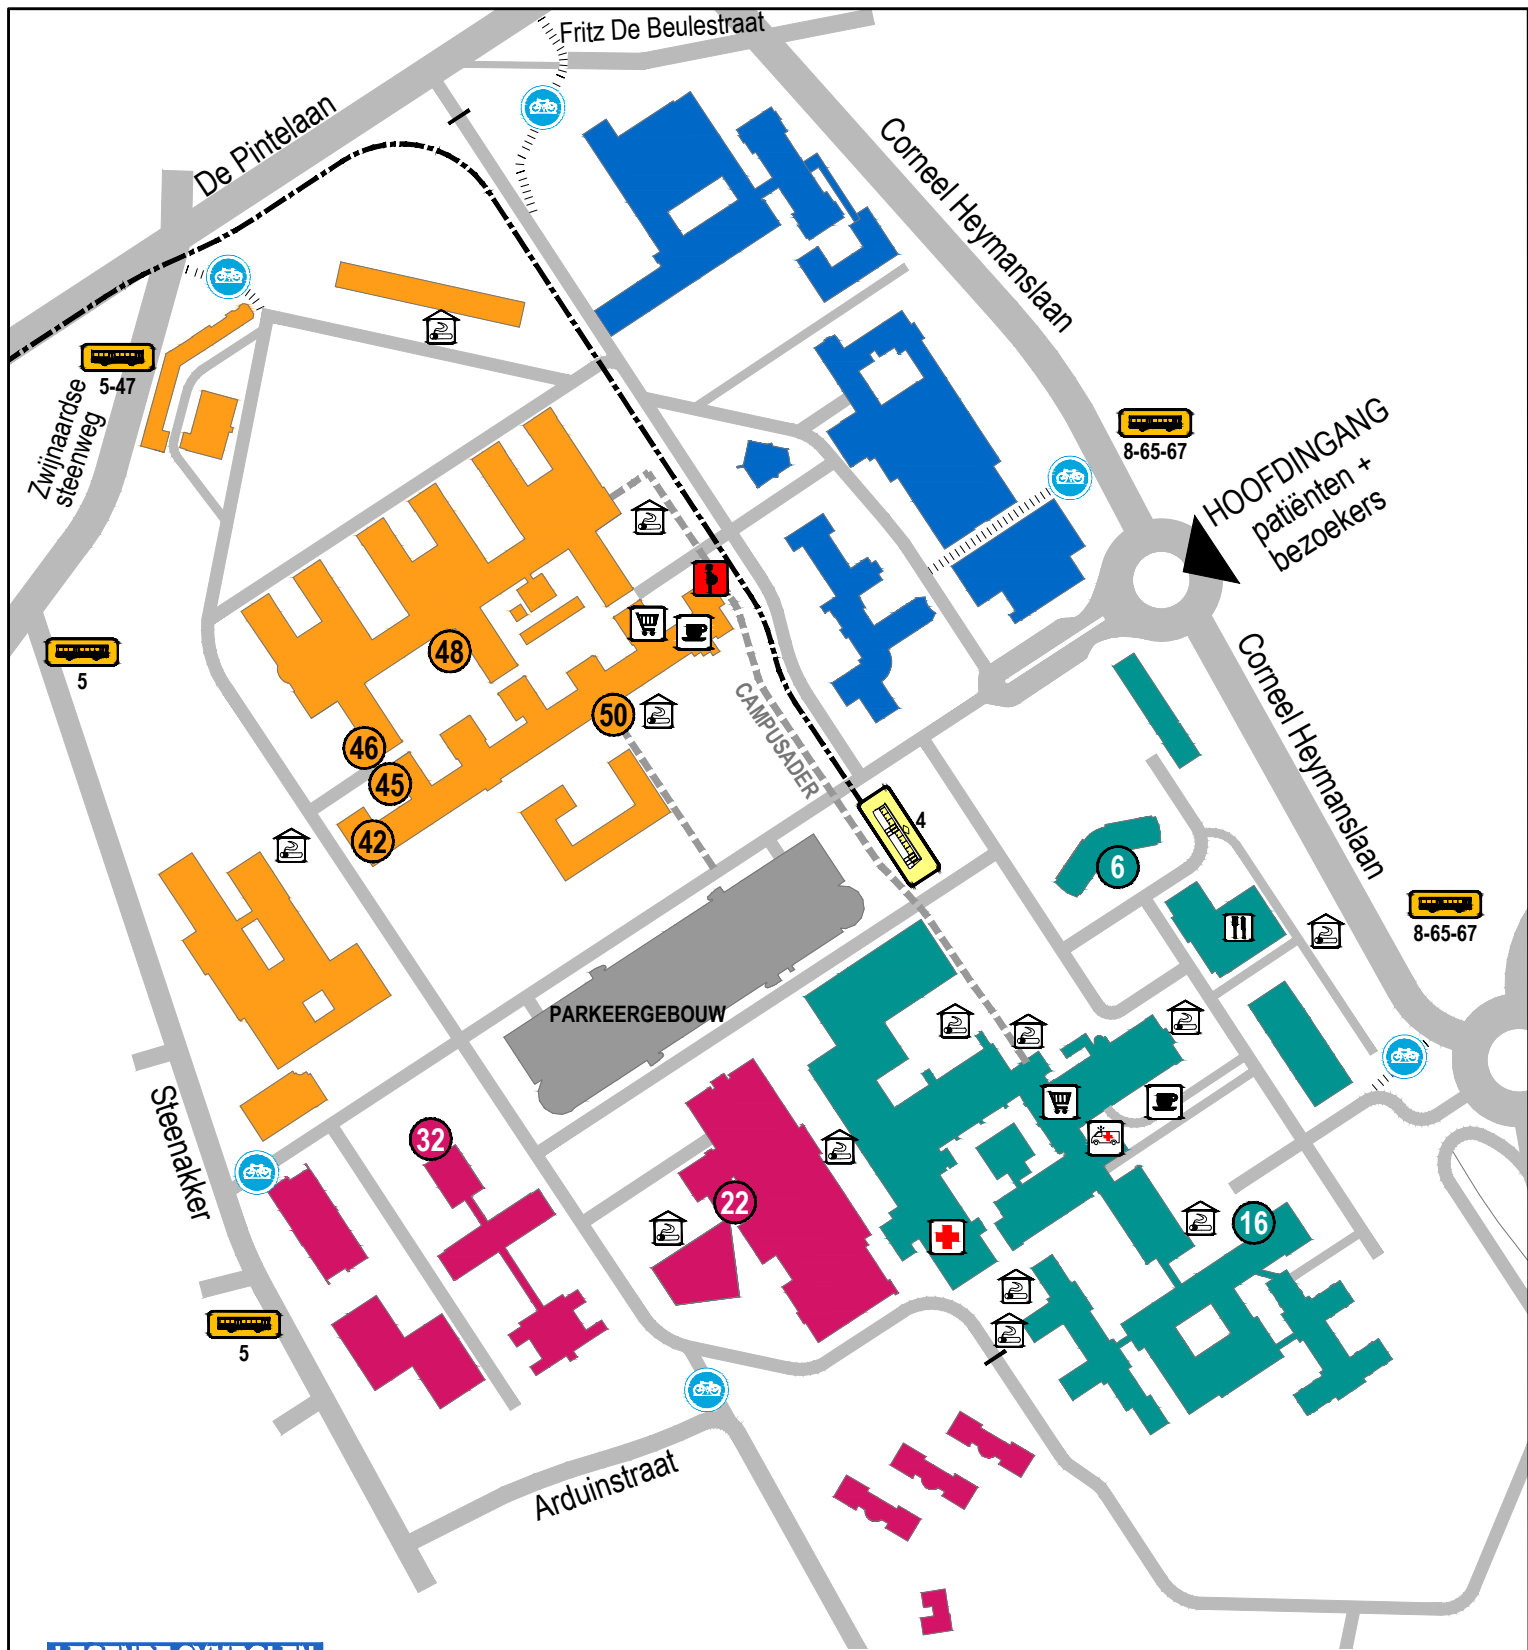 Fritz De Beulestraat
De Pintelaan
Corneel Heymanslaan
5-47
Zwijnaardse
steenweg
8-65-67
HOOFDINGANG
patiënten +
bezoekers
5
48
50
46
45
42
CAMPUSADER
Corneel Heymanslaan
4
6
8-65-67
PARKEERGEBOUW
Steenakker
32
22
16
5
Arduinstraat
LEGENDE SYMBOLEN